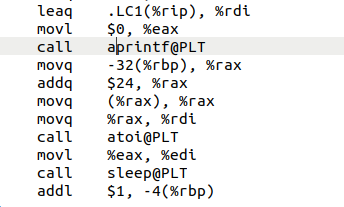 leaq .LC1(%rip), %rdi
movl $0, %eax
call aprintf@PLT
movq -32(%rbp), %rax
addq $24, %rax
movq (%rax), %rax
movq %rax, %rdi
call atoi@PLT
movl %eax, %edi
call sleep@PLT
addl $1, -4(%rbp)